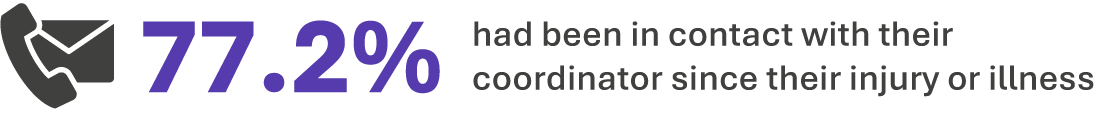 77.2%
had been in contact with their
coordinator since their injury or illness